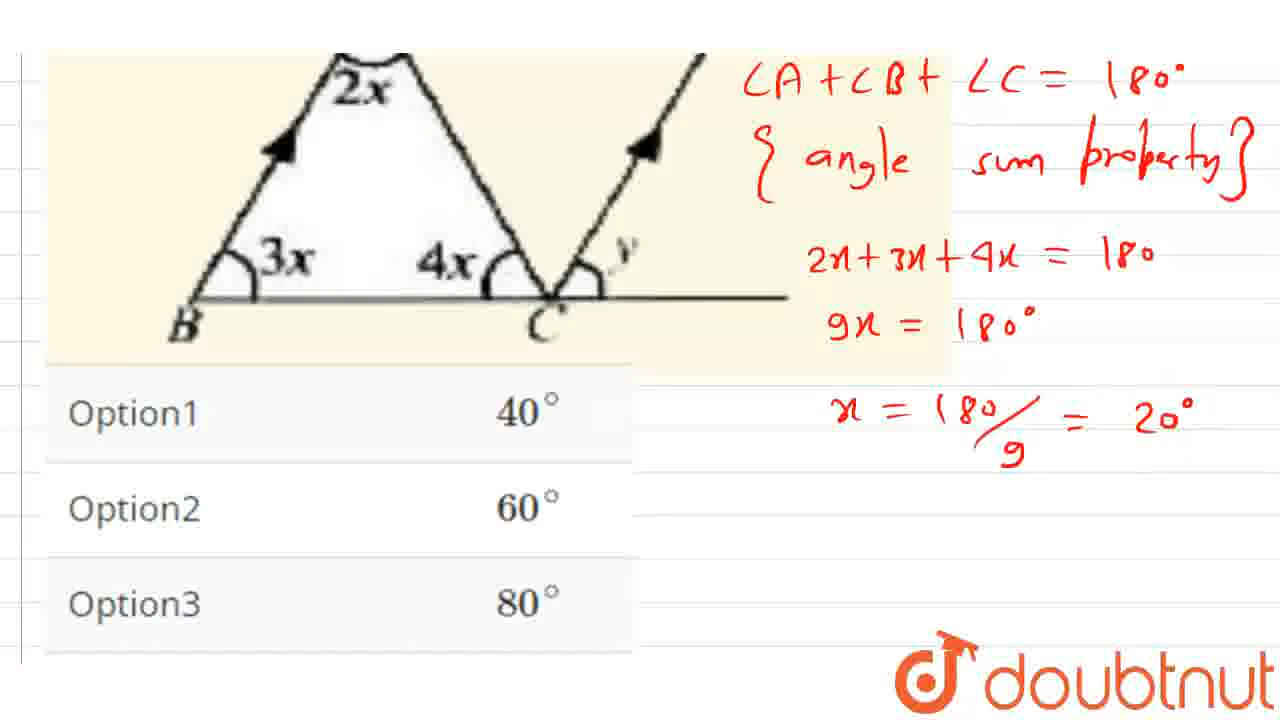 2x
3x
4x
y
B
C
∠A + ∠B + ∠C = 180°
{ angle sum property }
2x + 3x + 4x = 180
9x = 180°
x = 180/9 = 20°
Option1 40°
Option2 60°
Option3 80°
doubtnut